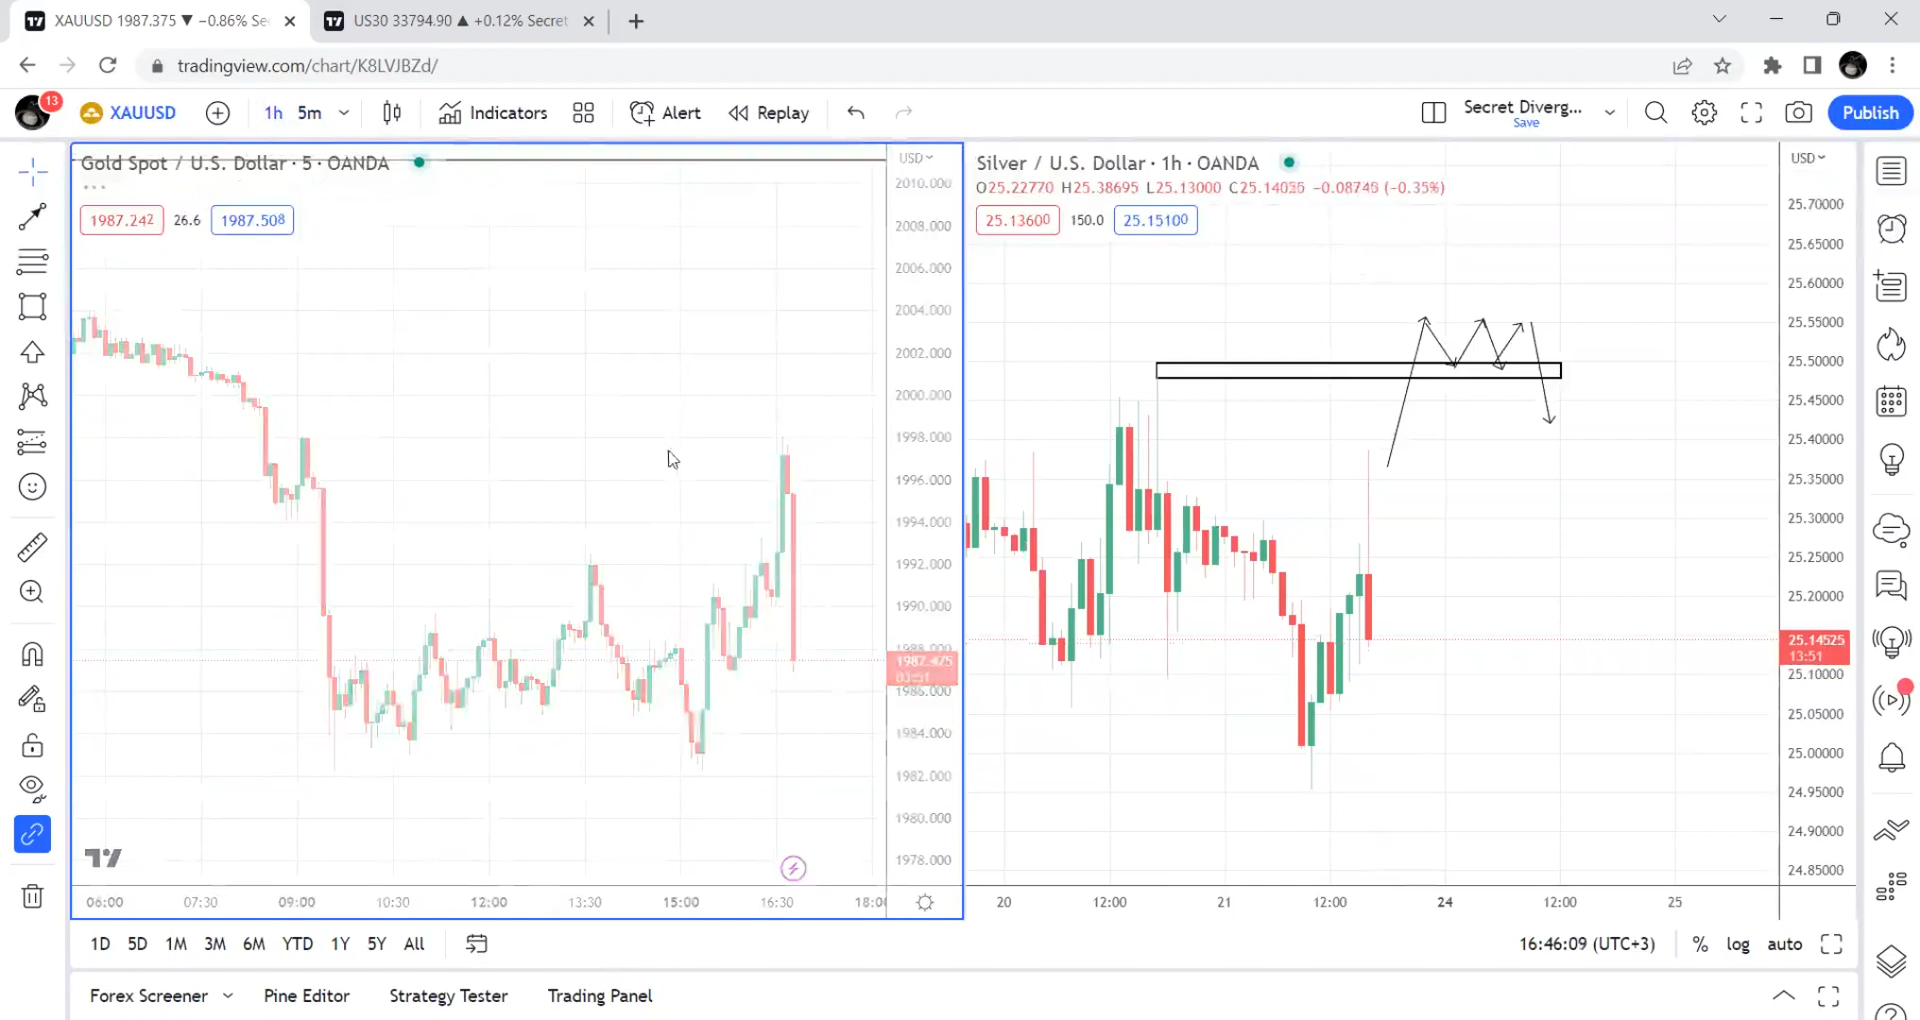 XAUUSD 1987.375 ▼ −0.86% Se
US30 33794.90 ▲ +0.12% Secret
tradingview.com/chart/K8LVJBZd/
13
XAUUSD
1h 5m
Indicators
Alert
Replay
Secret Diverg...
Save
Publish
Gold Spot / U.S. Dollar · 5 · OANDA
1987.242 26.6 1987.508
USD
2010.000
2008.000
2006.000
2004.000
2002.000
2000.000
1998.000
1996.000
1994.000
1992.000
1990.000
1988.000
1987.475
03:51
1986.000
1984.000
1982.000
1980.000
1978.000
06:00 07:30 09:00 10:30 12:00 13:30 15:00 16:30 18:0
Silver / U.S. Dollar · 1h · OANDA
O25.22770 H25.38695 L25.13000 −0.08740 (−0.35%)
25.13600 150.0 25.15100
USD
25.70000
25.65000
25.60000
25.55000
25.50000
25.45000
25.40000
25.35000
25.30000
25.25000
25.20000
25.14525
13:51
25.10000
25.05000
25.00000
24.95000
24.90000
24.85000
20 12:00 21 12:00 24 12:00 25
1D 5D 1M 3M 6M YTD 1Y 5Y All
16:46:09 (UTC+3) % log auto
Forex Screener Pine Editor Strategy Tester Trading Panel